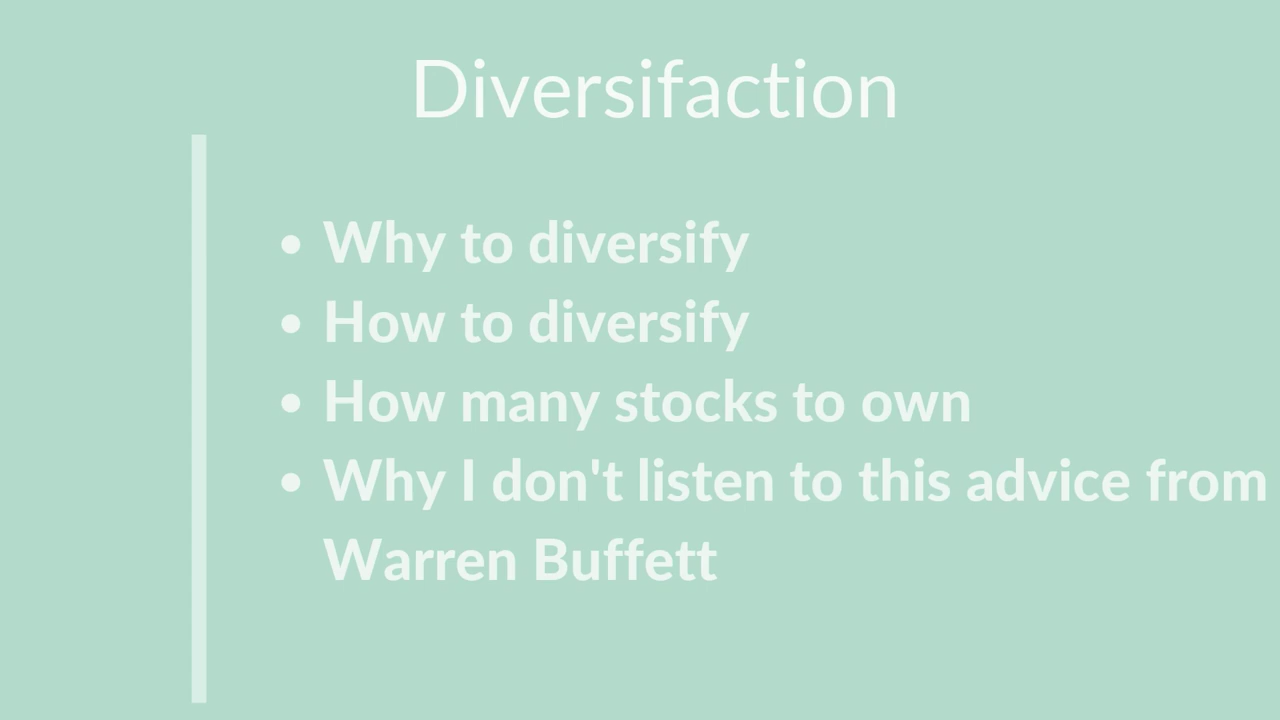 Diversifaction
• Why to diversify
• How to diversify
• How many stocks to own
• Why I don't listen to this advice from
Warren Buffett